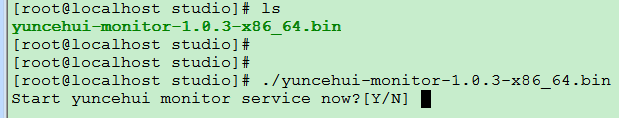 [root@localhost studio]# ls
yuncehui-monitor-1.0.3-x86_64.bin
[root@localhost studio]#
[root@localhost studio]#
[root@localhost studio]# ./yuncehui-monitor-1.0.3-x86_64.bin
Start yuncehui monitor service now?[Y/N]